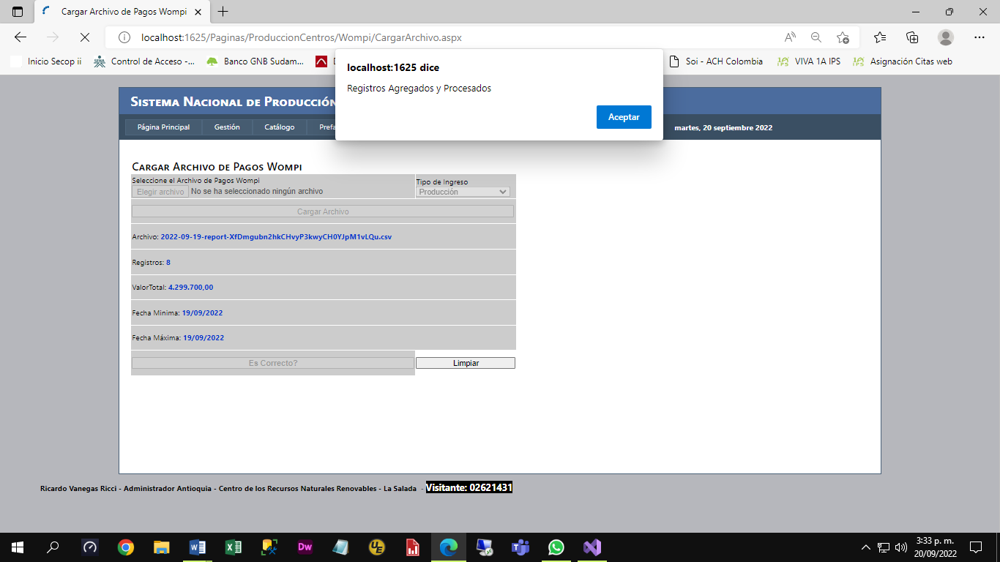 Cargar Archivo de Pagos Wompi
localhost:1625/Paginas/ProduccionCentros/Wompi/CargarArchivo.aspx
Inicio Secop ii
Control de Acceso -...
Banco GNB Sudam...
Soi - ACH Colombia
VIVA 1A IPS
Asignación Citas web
localhost:1625 dice
Registros Agregados y Procesados
Aceptar
Sistema Nacional de Producción
Página Principal
Gestión
Catálogo
Prefa
martes, 20 septiembre 2022
Cargar Archivo de Pagos Wompi
Seleccione el Archivo de Pagos Wompi
Tipo de Ingreso
Elegir archivo No se ha seleccionado ningún archivo
Producción
Cargar Archivo
Archivo: 2022-09-19-report-XfDmgubn2hkCHvyP3kwyCH0YJpM1vLQu.csv
Registros: 8
ValorTotal: 4.299.700,00
Fecha Minima: 19/09/2022
Fecha Máxima: 19/09/2022
Es Correcto?
Limpiar
Ricardo Vanegas Ricci - Administrador Antioquia - Centro de los Recursos Naturales Renovables - La Salada - Visitante: 02621431
Dw
UE
3:33 p. m.
20/09/2022